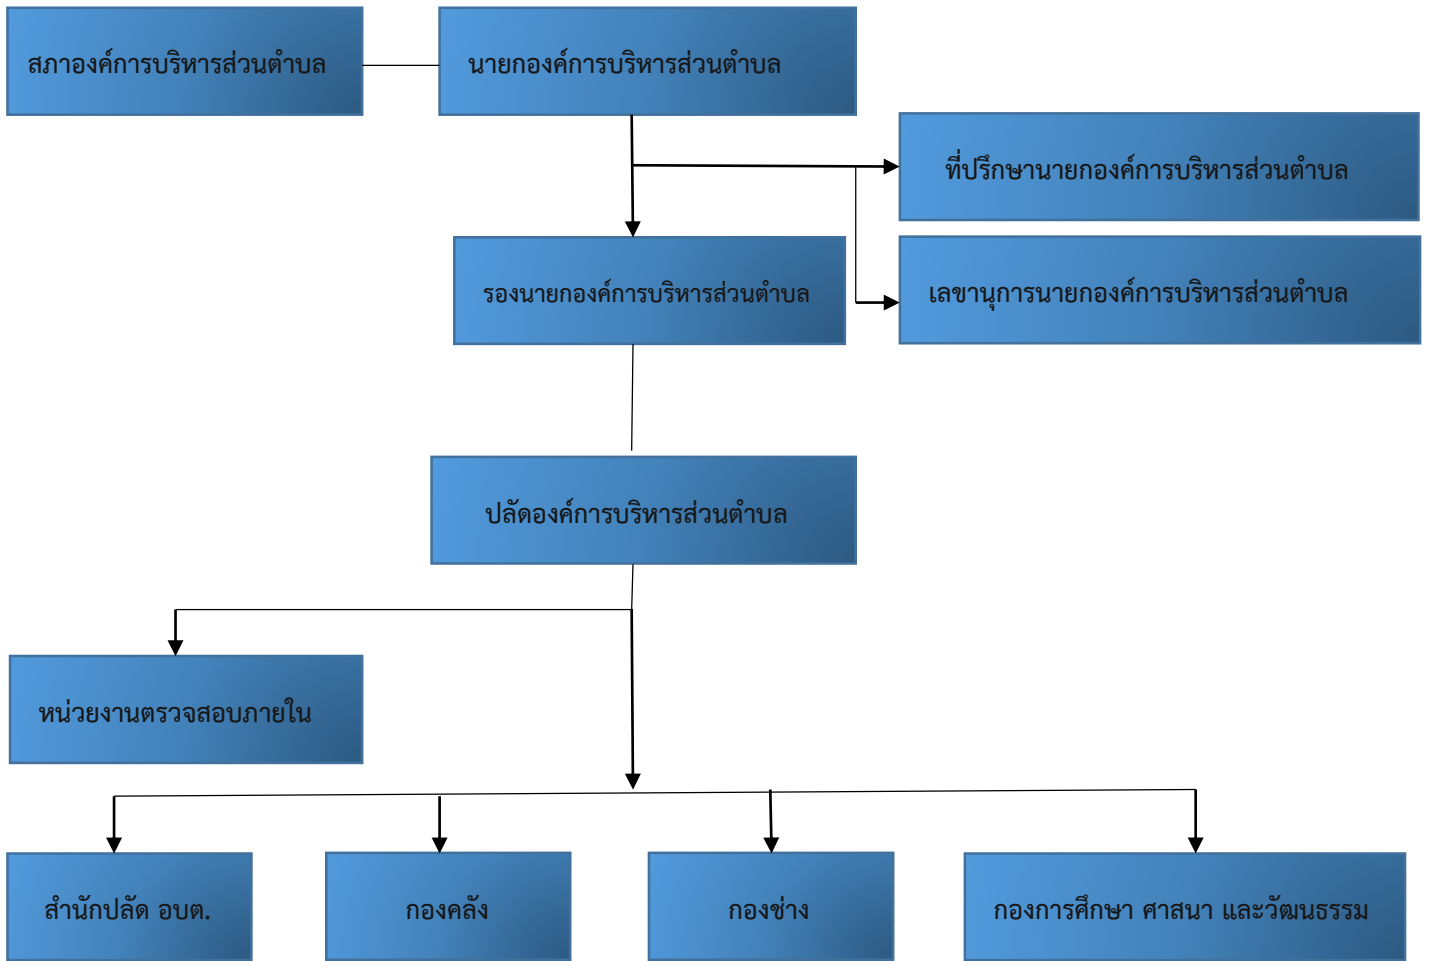 สภาองค์การบริหารส่วนตำบล
นายกองค์การบริหารส่วนตำบล
ที่ปรึกษานายกองค์การบริหารส่วนตำบล
รองนายกองค์การบริหารส่วนตำบล
เลขานุการนายกองค์การบริหารส่วนตำบล
ปลัดองค์การบริหารส่วนตำบล
หน่วยงานตรวจสอบภายใน
สำนักปลัด อบต.
กองคลัง
กองช่าง
กองการศึกษา ศาสนา และวัฒนธรรม